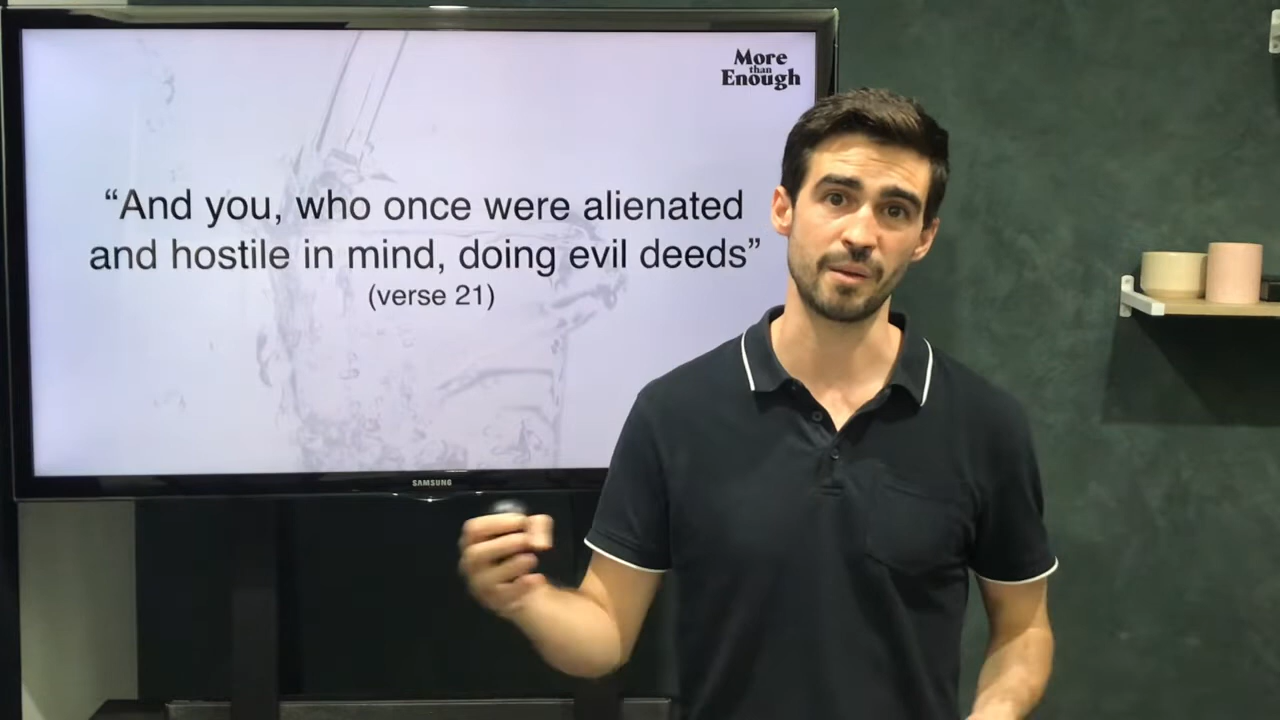 More
than
Enough
“And you, who once were alienated
and hostile in mind, doing evil deeds”
(verse 21)
SAMSUNG